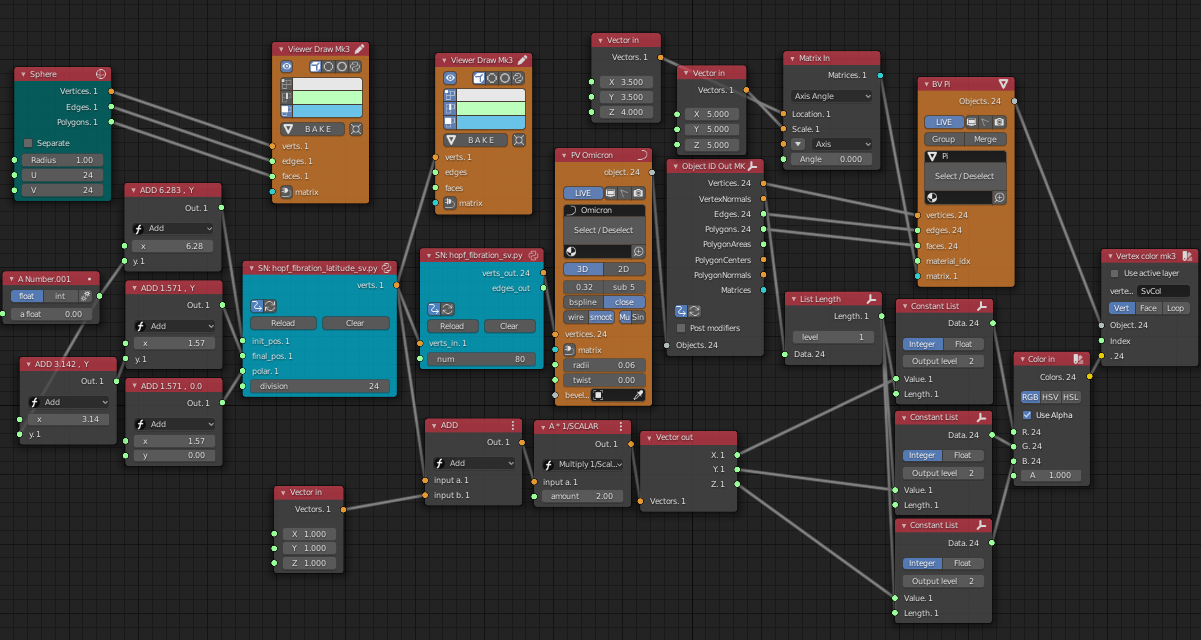 Sphere
Vertices. 1
Edges. 1
Polygons. 1
Separate
Radius 1.00
U 24
V 24
Viewer Draw Mk3
BAKE
verts. 1
edges. 1
faces. 1
matrix
Viewer Draw Mk3
BAKE
verts. 1
edges
faces
matrix
Vector in
Vectors. 1
X 3.500
Y 3.500
Z 4.000
Vector in
Vectors. 1
X 5.000
Y 5.000
Z 5.000
Matrix In
Matrices. 1
Axis Angle
Location. 1
Scale. 1
Axis
Angle 0.000
BV Pi
Objects. 24
LIVE
Group Merge
Pi
Select / Deselect
vertices. 24
edges. 24
faces. 24
material_idx
matrix. 1
ADD 6.283 , Y
Out. 1
Add
x 6.28
y. 1
A Number.001
float int
a float 0.00
ADD 1.571 , Y
Out. 1
Add
x 1.57
y. 1
ADD 3.142 , Y
Out. 1
Add
x 3.14
y. 1
ADD 1.571 , 0.0
Out. 1
Add
x 1.57
y 0.00
SN: hopf_fibration_latitude_sv.py
verts. 1
Reload Clear
init_pos. 1
final_pos. 1
polar. 1
division 24
SN: hopf_fibration_sv.py
verts_out. 24
edges_out
Reload Clear
verts_in. 1
num 80
PV Omicron
object. 24
LIVE
Omicron
Select / Deselect
3D 2D
0.32 sub 5
bspline close
wire smoot Mu Sin
vertices. 24
matrix
radii 0.06
twist 0.00
bevel...
Object ID Out MK
Vertices. 24
VertexNormals
Edges. 24
Polygons. 24
PolygonAreas
PolygonCenters
PolygonNormals
Matrices
Post modifiers
Objects. 24
List Length
Length. 1
level 1
Data. 24
Constant List
Data. 24
Integer Float
Output level 2
Value. 1
Length. 1
Constant List
Data. 24
Integer Float
Output level 2
Value. 1
Length. 1
Constant List
Data. 24
Integer Float
Output level 2
Value. 1
Length. 1
Color in
Colors. 24
RGB HSV HSL
Use Alpha
R. 24
G. 24
B. 24
A 1.000
Vertex color mk3
Use active layer
verte... SvCol
Vert Face Loop
Object. 24
Index
. 24
Vector in
Vectors. 1
X 1.000
Y 1.000
Z 1.000
ADD
Out. 1
Add
input a. 1
input b. 1
A * 1/SCALAR
Out. 1
Multiply 1/Scal...
input a. 1
amount 2.00
Vector out
X. 1
Y. 1
Z. 1
Vectors. 1